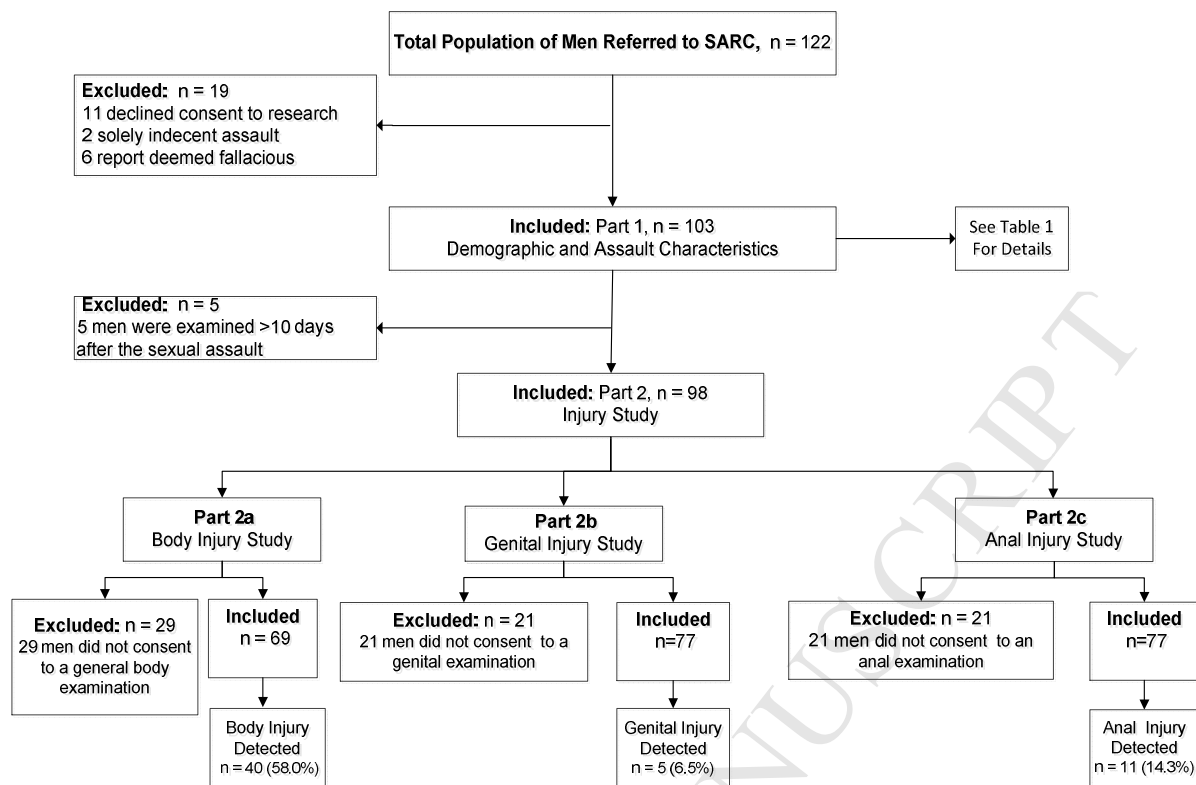 Total Population of Men Referred to SARC, n = 122
Excluded: n = 19
11 declined consent to research
2 solely indecent assault
6 report deemed fallacious
Included: Part 1, n = 103
Demographic and Assault Characteristics
See Table 1
For Details
Excluded: n = 5
5 men were examined >10 days
after the sexual assault
Included: Part 2, n = 98
Injury Study
Part 2a
Body Injury Study
Part 2b
Genital Injury Study
Part 2c
Anal Injury Study
Excluded: n = 29
29 men did not consent
to a general body
examination
Included
n = 69
Excluded: n = 21
21 men did not consent to a
genital examination
Included
n=77
Excluded: n = 21
21 men did not consent to an
anal examination
Included
n=77
Body Injury
Detected
n = 40 (58.0%)
Genital Injury
Detected
n = 5 (6.5%)
Anal Injury
Detected
n = 11 (14.3%)
NUSCRIPT